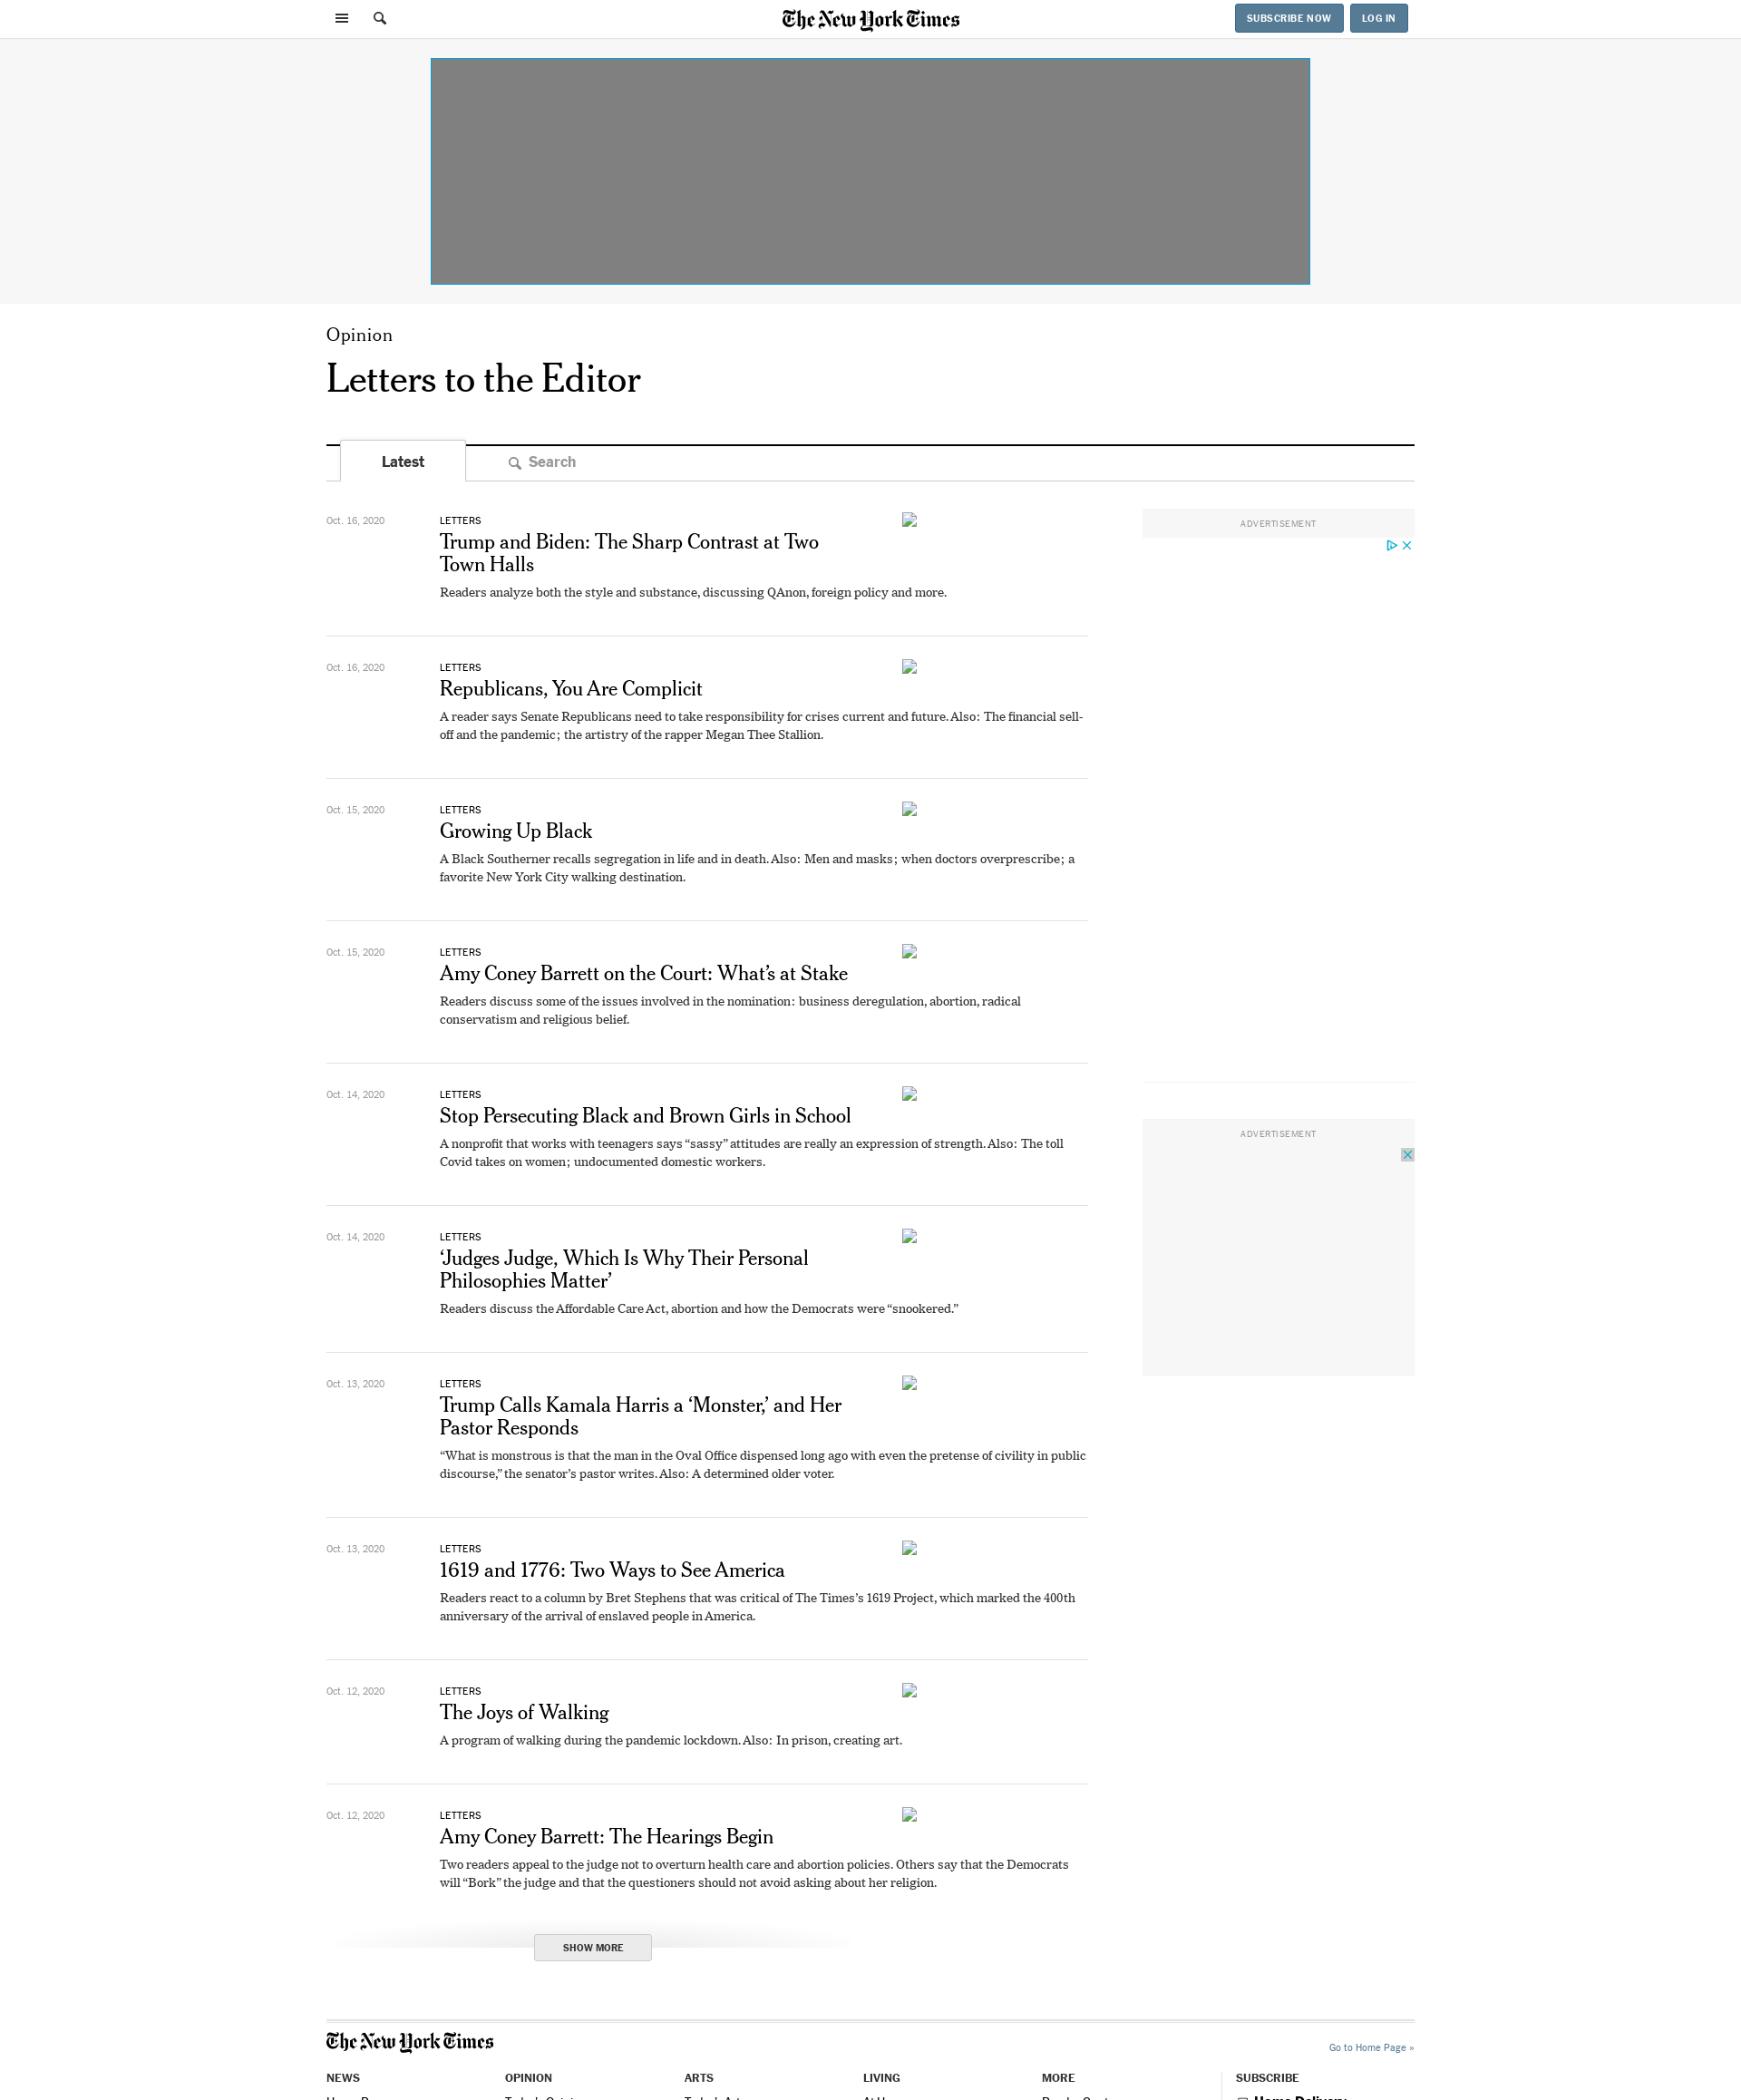 The New York Times
SUBSCRIBE NOW
LOG IN
Opinion
Letters to the Editor
Latest
Search
Oct. 16, 2020
LETTERS
Trump and Biden: The Sharp Contrast at Two
Town Halls
Readers analyze both the style and substance, discussing QAnon, foreign policy and more.
ADVERTISEMENT
Oct. 16, 2020
LETTERS
Republicans, You Are Complicit
A reader says Senate Republicans need to take responsibility for crises current and future. Also: The financial sell-
off and the pandemic; the artistry of the rapper Megan Thee Stallion.
Oct. 15, 2020
LETTERS
Growing Up Black
A Black Southerner recalls segregation in life and in death. Also: Men and masks; when doctors overprescribe; a
favorite New York City walking destination.
Oct. 15, 2020
LETTERS
Amy Coney Barrett on the Court: What’s at Stake
Readers discuss some of the issues involved in the nomination: business deregulation, abortion, radical
conservatism and religious belief.
Oct. 14, 2020
LETTERS
Stop Persecuting Black and Brown Girls in School
A nonprofit that works with teenagers says “sassy” attitudes are really an expression of strength. Also: The toll
Covid takes on women; undocumented domestic workers.
ADVERTISEMENT
Oct. 14, 2020
LETTERS
‘Judges Judge, Which Is Why Their Personal
Philosophies Matter’
Readers discuss the Affordable Care Act, abortion and how the Democrats were “snookered.”
Oct. 13, 2020
LETTERS
Trump Calls Kamala Harris a ‘Monster,’ and Her
Pastor Responds
“What is monstrous is that the man in the Oval Office dispensed long ago with even the pretense of civility in public
discourse,” the senator’s pastor writes. Also: A determined older voter.
Oct. 13, 2020
LETTERS
1619 and 1776: Two Ways to See America
Readers react to a column by Bret Stephens that was critical of The Times’s 1619 Project, which marked the 400th
anniversary of the arrival of enslaved people in America.
Oct. 12, 2020
LETTERS
The Joys of Walking
A program of walking during the pandemic lockdown. Also: In prison, creating art.
Oct. 12, 2020
LETTERS
Amy Coney Barrett: The Hearings Begin
Two readers appeal to the judge not to overturn health care and abortion policies. Others say that the Democrats
will “Bork” the judge and that the questioners should not avoid asking about her religion.
SHOW MORE
The New York Times
Go to Home Page »
NEWS
OPINION
ARTS
LIVING
MORE
SUBSCRIBE
Home Delivery